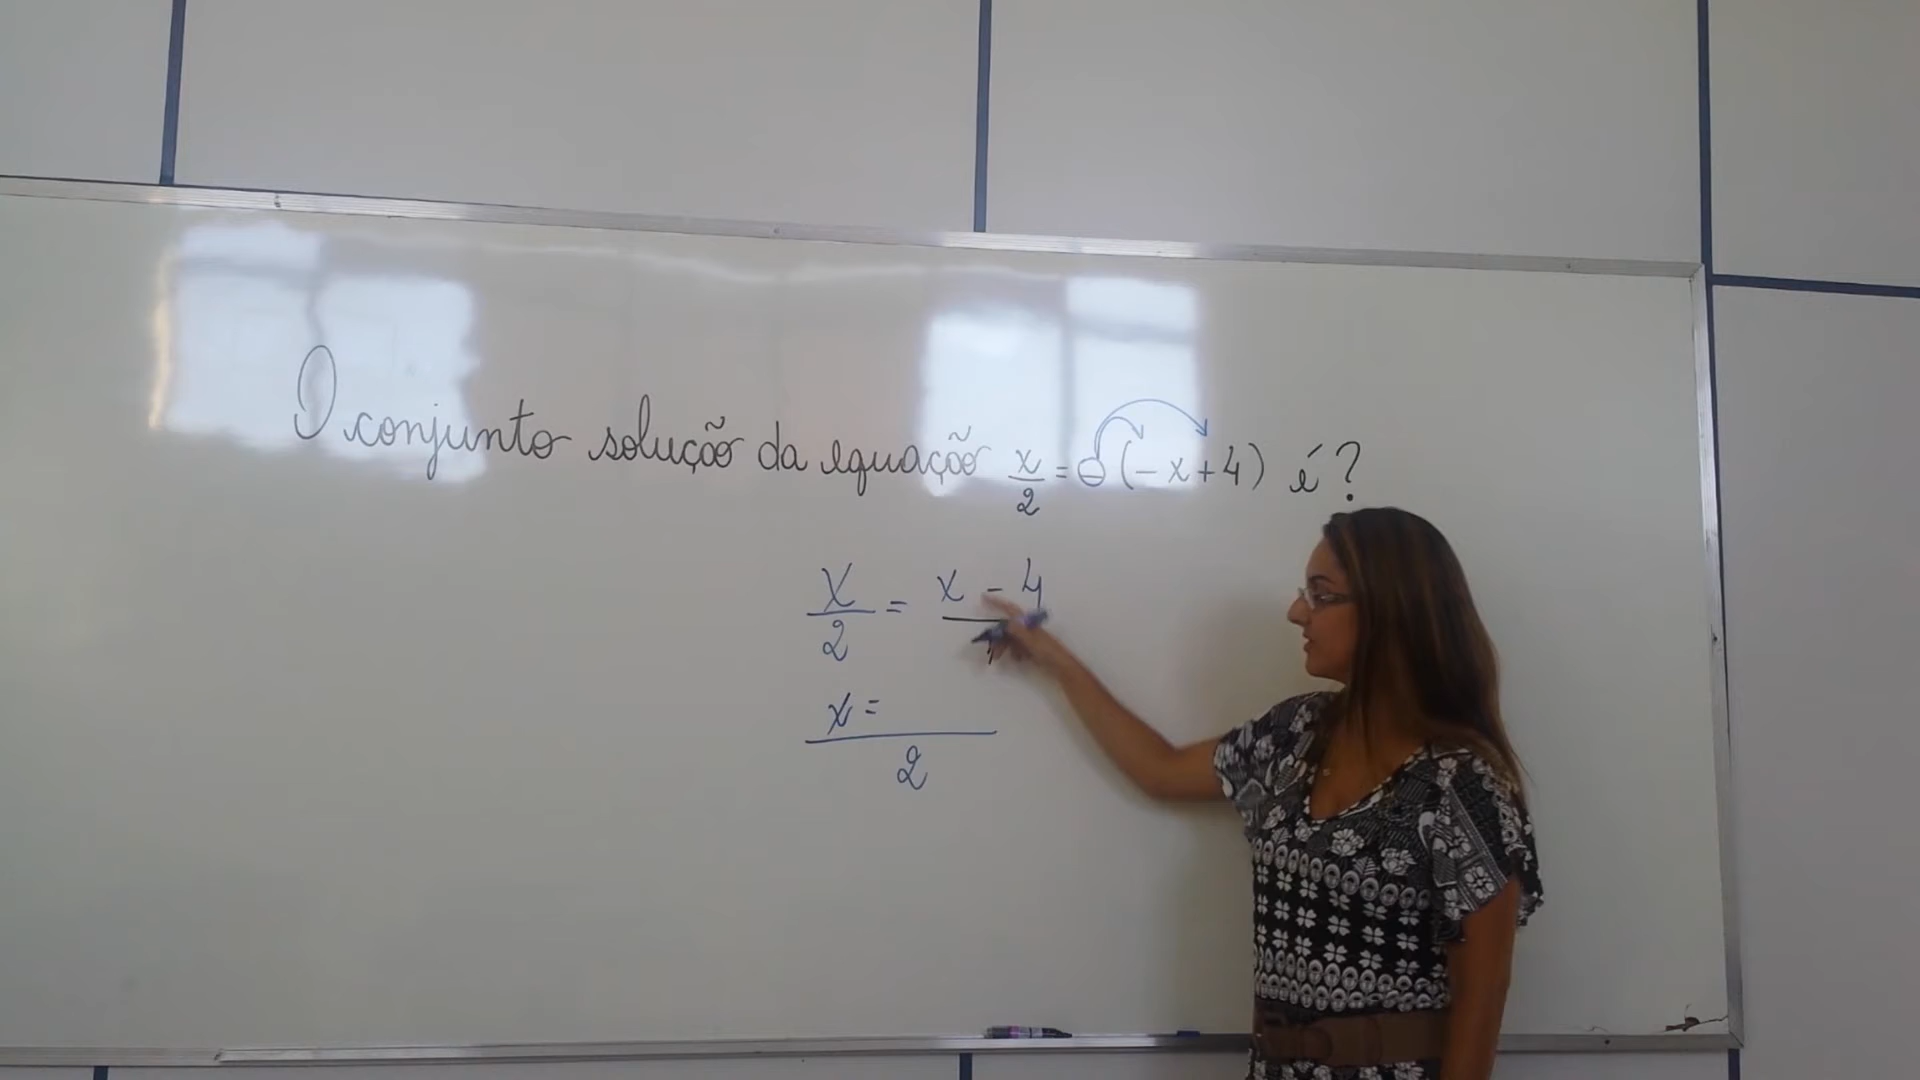 O conjunto solução da equação x/2 = -(-x+4) é?
x/2 = x - 4
x =
2